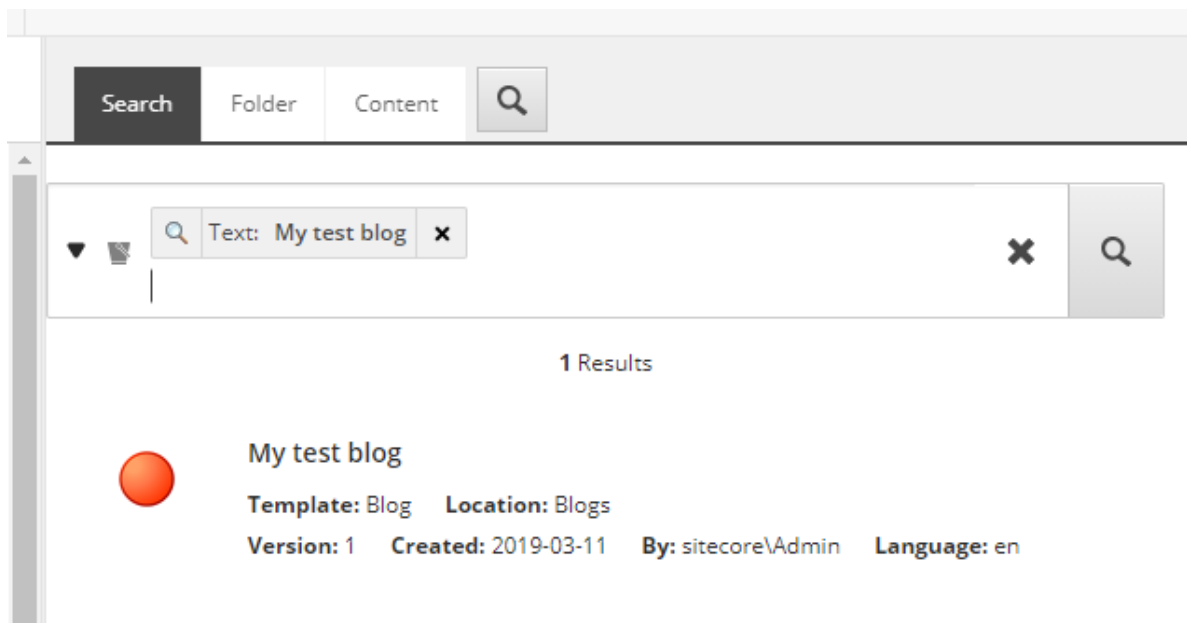 Search Folder Content
Text: My test blog
1 Results
My test blog
Template: Blog Location: Blogs
Version: 1 Created: 2019-03-11 By: sitecore\Admin Language: en